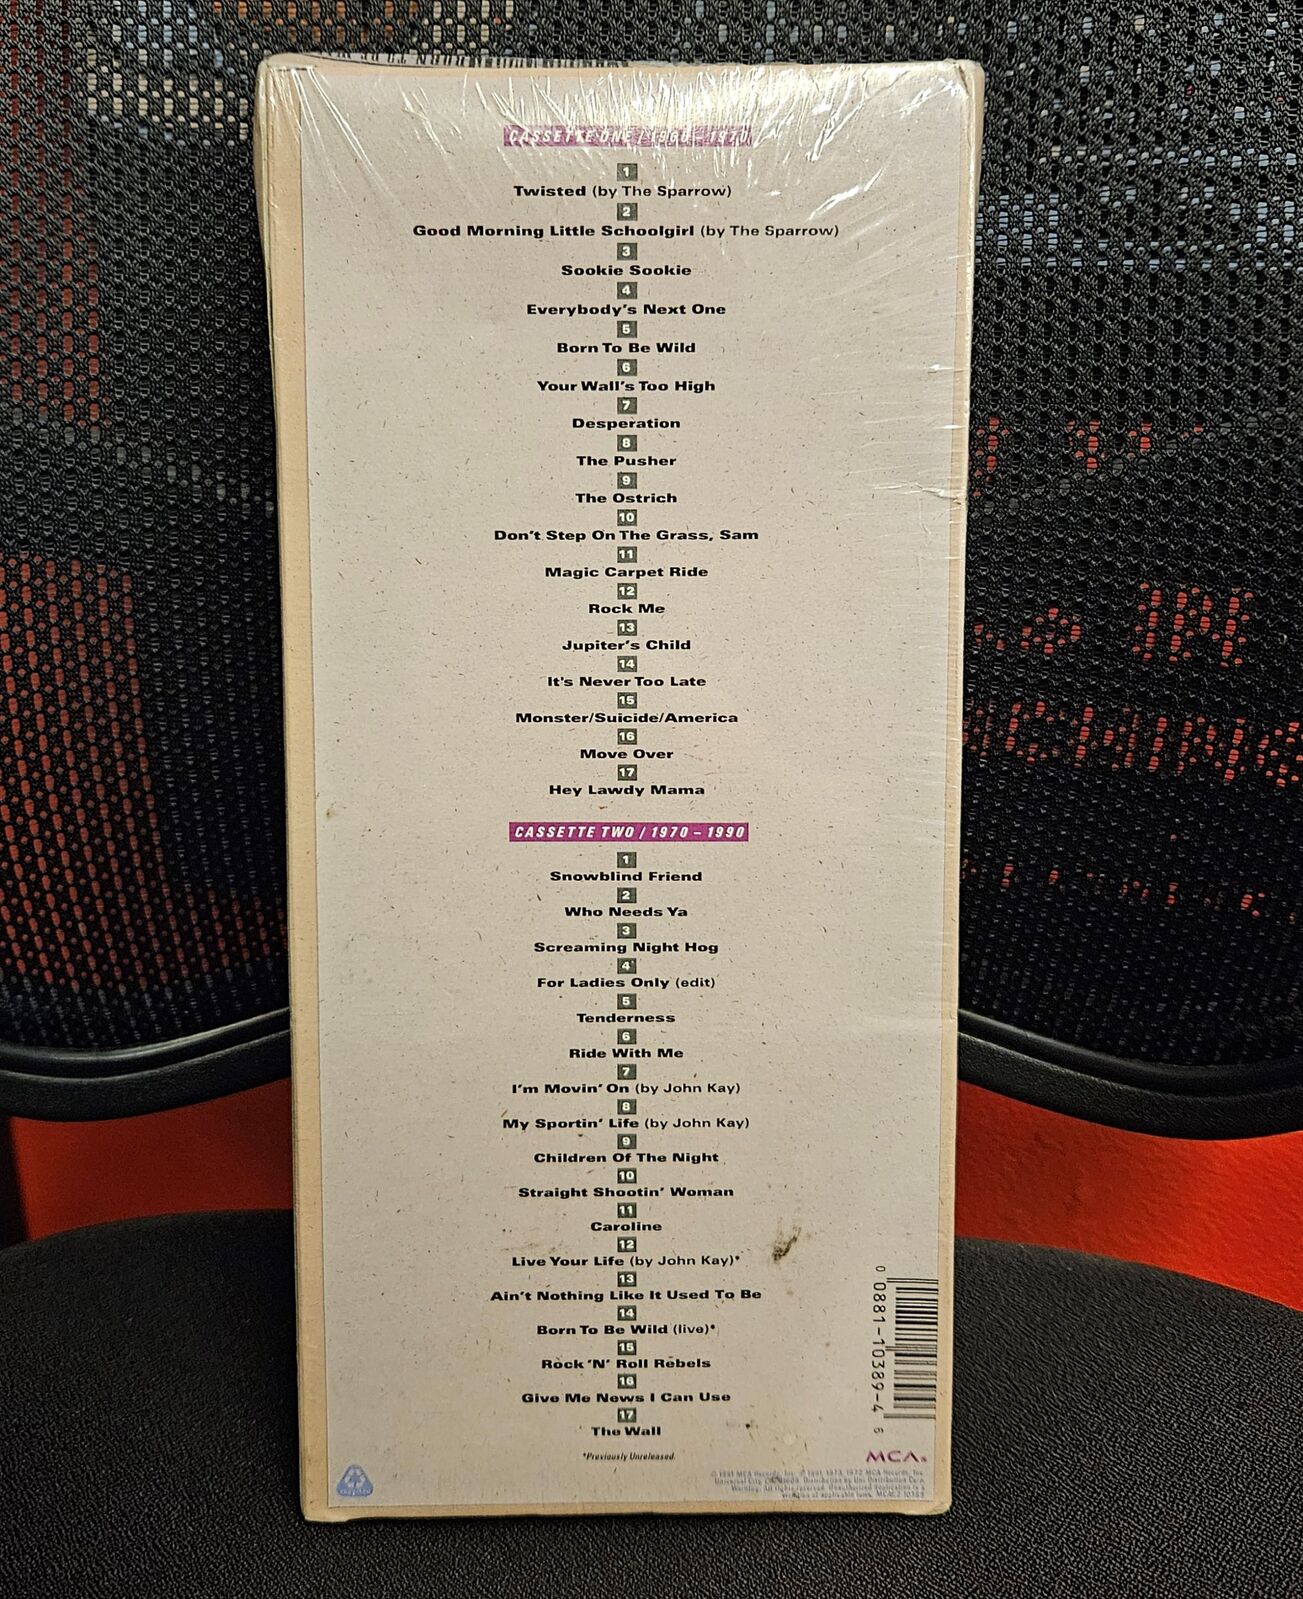 CASSETTE ONE / 1966 – 1970
1
Twisted (by The Sparrow)
2
Good Morning Little Schoolgirl (by The Sparrow)
3
Sookie Sookie
4
Everybody's Next One
5
Born To Be Wild
6
Your Wall's Too High
7
Desperation
8
The Pusher
9
The Ostrich
10
Don't Step On The Grass, Sam
11
Magic Carpet Ride
12
Rock Me
13
Jupiter's Child
14
It's Never Too Late
15
Monster/Suicide/America
16
Move Over
17
Hey Lawdy Mama
CASSETTE TWO / 1970 – 1990
1
Snowblind Friend
2
Who Needs Ya
3
Screaming Night Hog
4
For Ladies Only (edit)
5
Tenderness
6
Ride With Me
7
I'm Movin' On (by John Kay)
8
My Sportin' Life (by John Kay)
9
Children Of The Night
10
Straight Shootin' Woman
11
Caroline
12
Live Your Life (by John Kay)*
13
Ain't Nothing Like It Used To Be
14
Born To Be Wild (live)*
15
Rock 'N' Roll Rebels
16
Give Me News I Can Use
17
The Wall
*Previously Unreleased
0 0881-10389-4 6
MCA